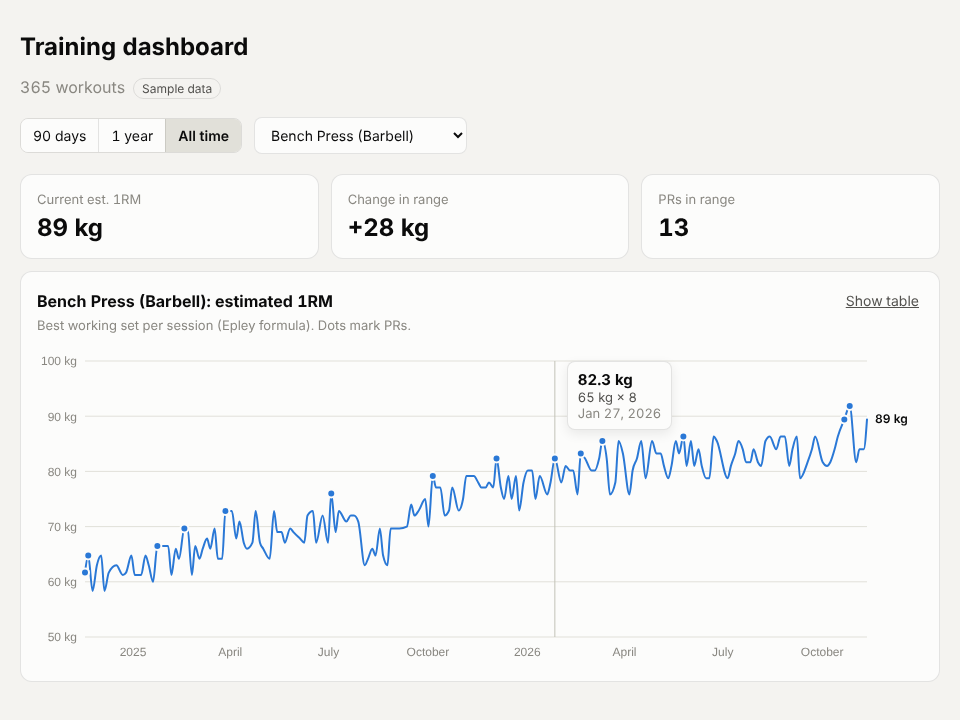 Training dashboard
365 workouts Sample data
90 days 1 year All time Bench Press (Barbell)
Current est. 1RM
89 kg
Change in range
+28 kg
PRs in range
13
Bench Press (Barbell): estimated 1RM
Show table
Best working set per session (Epley formula). Dots mark PRs.
100 kg
90 kg
80 kg
70 kg
60 kg
50 kg
82.3 kg
65 kg × 8
Jan 27, 2026
89 kg
2025 April July October 2026 April July October